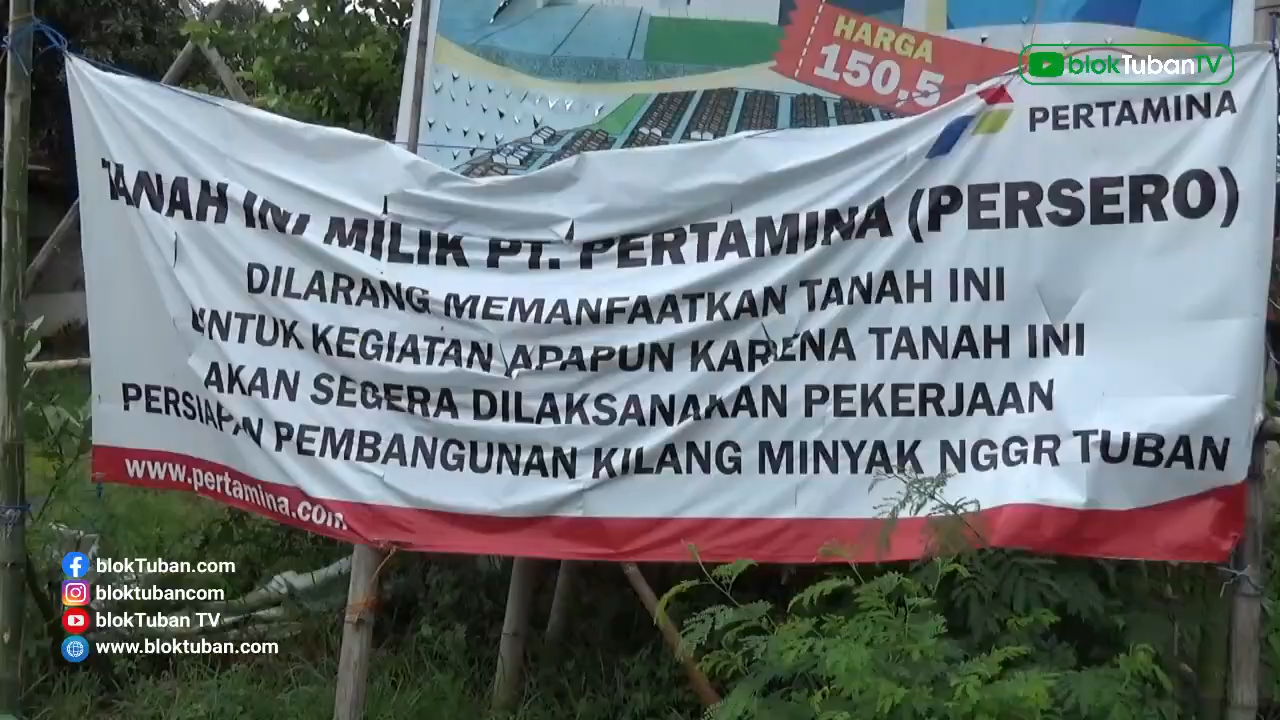 HARGA
150,5
blokTubanTV
PERTAMINA
TANAH INI MILIK PT. PERTAMINA (PERSERO)
DILARANG MEMANFAATKAN TANAH INI
UNTUK KEGIATAN APAPUN KARENA TANAH INI
AKAN SEGERA DILAKSANAKAN PEKERJAAN
PERSIAPAN PEMBANGUNAN KILANG MINYAK NGGR TUBAN
www.pertamina.com
blokTuban.com
bloktubancom
blokTuban TV
www.bloktuban.com